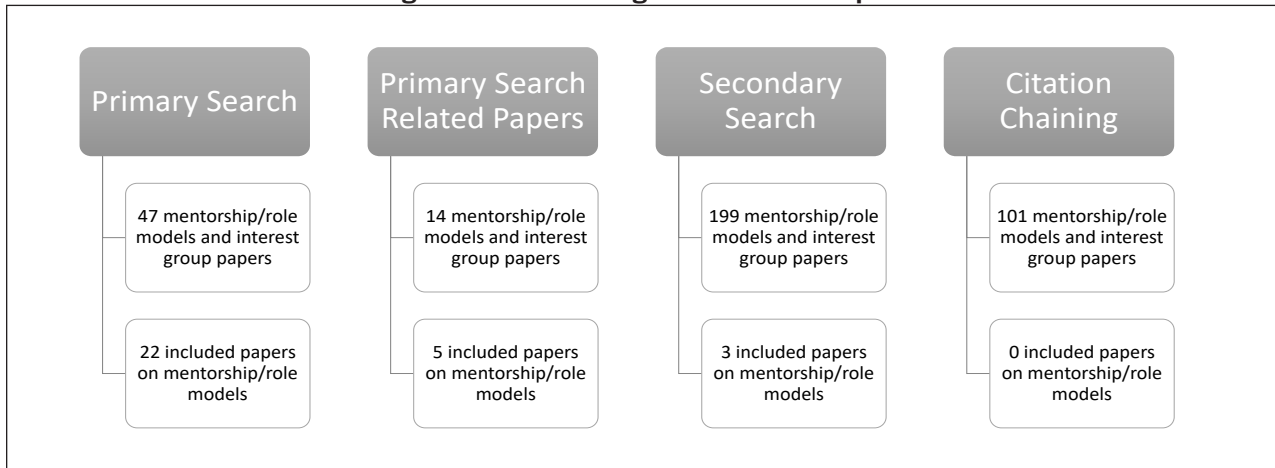 Primary Search
47 mentorship/role
models and interest
group papers
22 included papers
on mentorship/role
models
Primary Search
Related Papers
14 mentorship/role
models and interest
group papers
5 included papers
on mentorship/role
models
Secondary
Search
199 mentorship/role
models and interest
group papers
3 included papers
on mentorship/role
models
Citation
Chaining
101 mentorship/role
models and interest
group papers
0 included papers
on mentorship/role
models